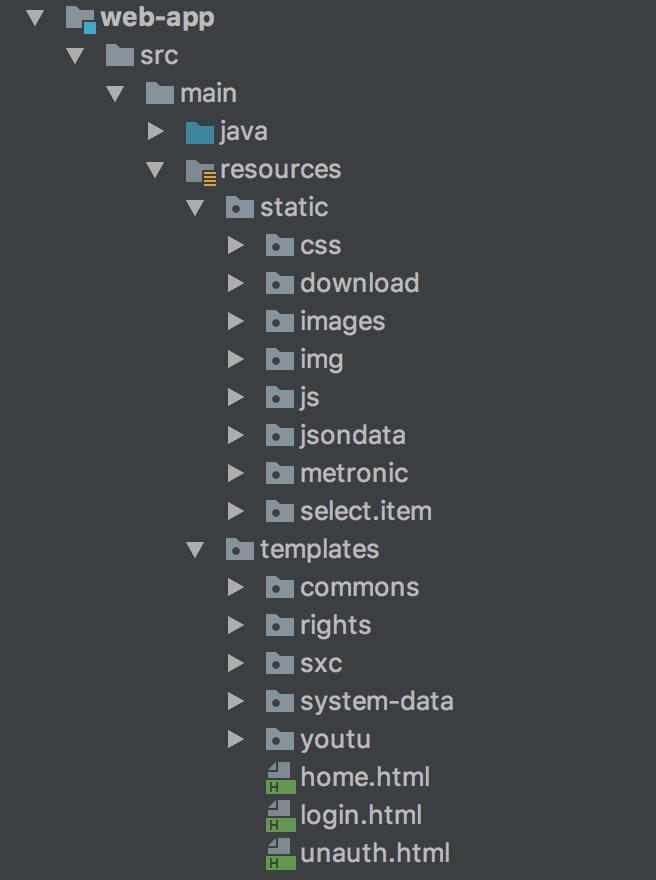 web-app
src
main
java
resources
static
css
download
images
img
js
jsondata
metronic
select.item
templates
commons
rights
sxc
system-data
youtu
home.html
login.html
unauth.html